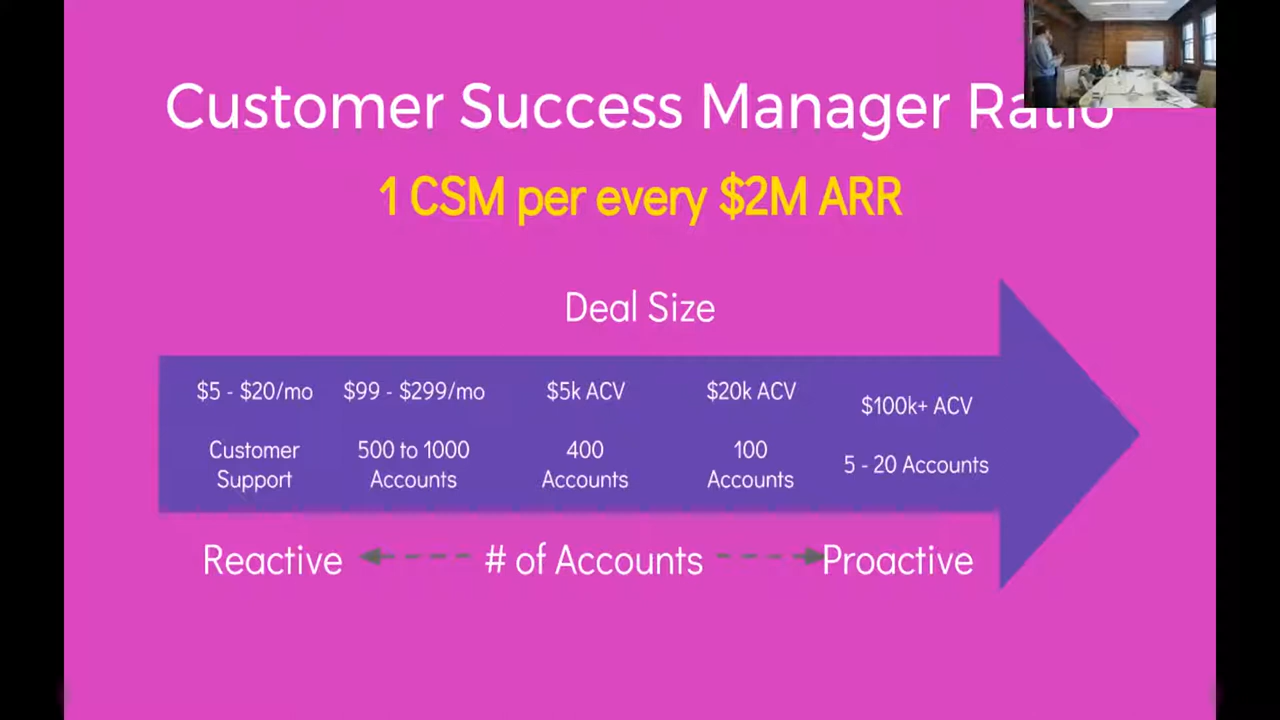 Customer Success Manager Ratio
1 CSM per every $2M ARR
Deal Size
$5 - $20/mo
Customer
Support
$99 - $299/mo
500 to 1000
Accounts
$5k ACV
400
Accounts
$20k ACV
100
Accounts
$100k+ ACV
5 - 20 Accounts
Reactive
# of Accounts
Proactive